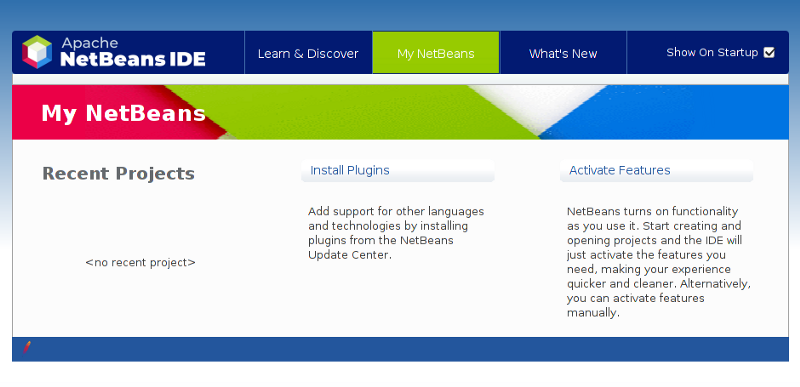 Apache
NetBeans IDE
Learn & Discover
My NetBeans
What's New
Show On Startup
My NetBeans
Recent Projects
<no recent project>
Install Plugins
Add support for other languages
and technologies by installing
plugins from the NetBeans
Update Center.
Activate Features
NetBeans turns on functionality
as you use it. Start creating and
opening projects and the IDE will
just activate the features you
need, making your experience
quicker and cleaner. Alternatively,
you can activate features
manually.